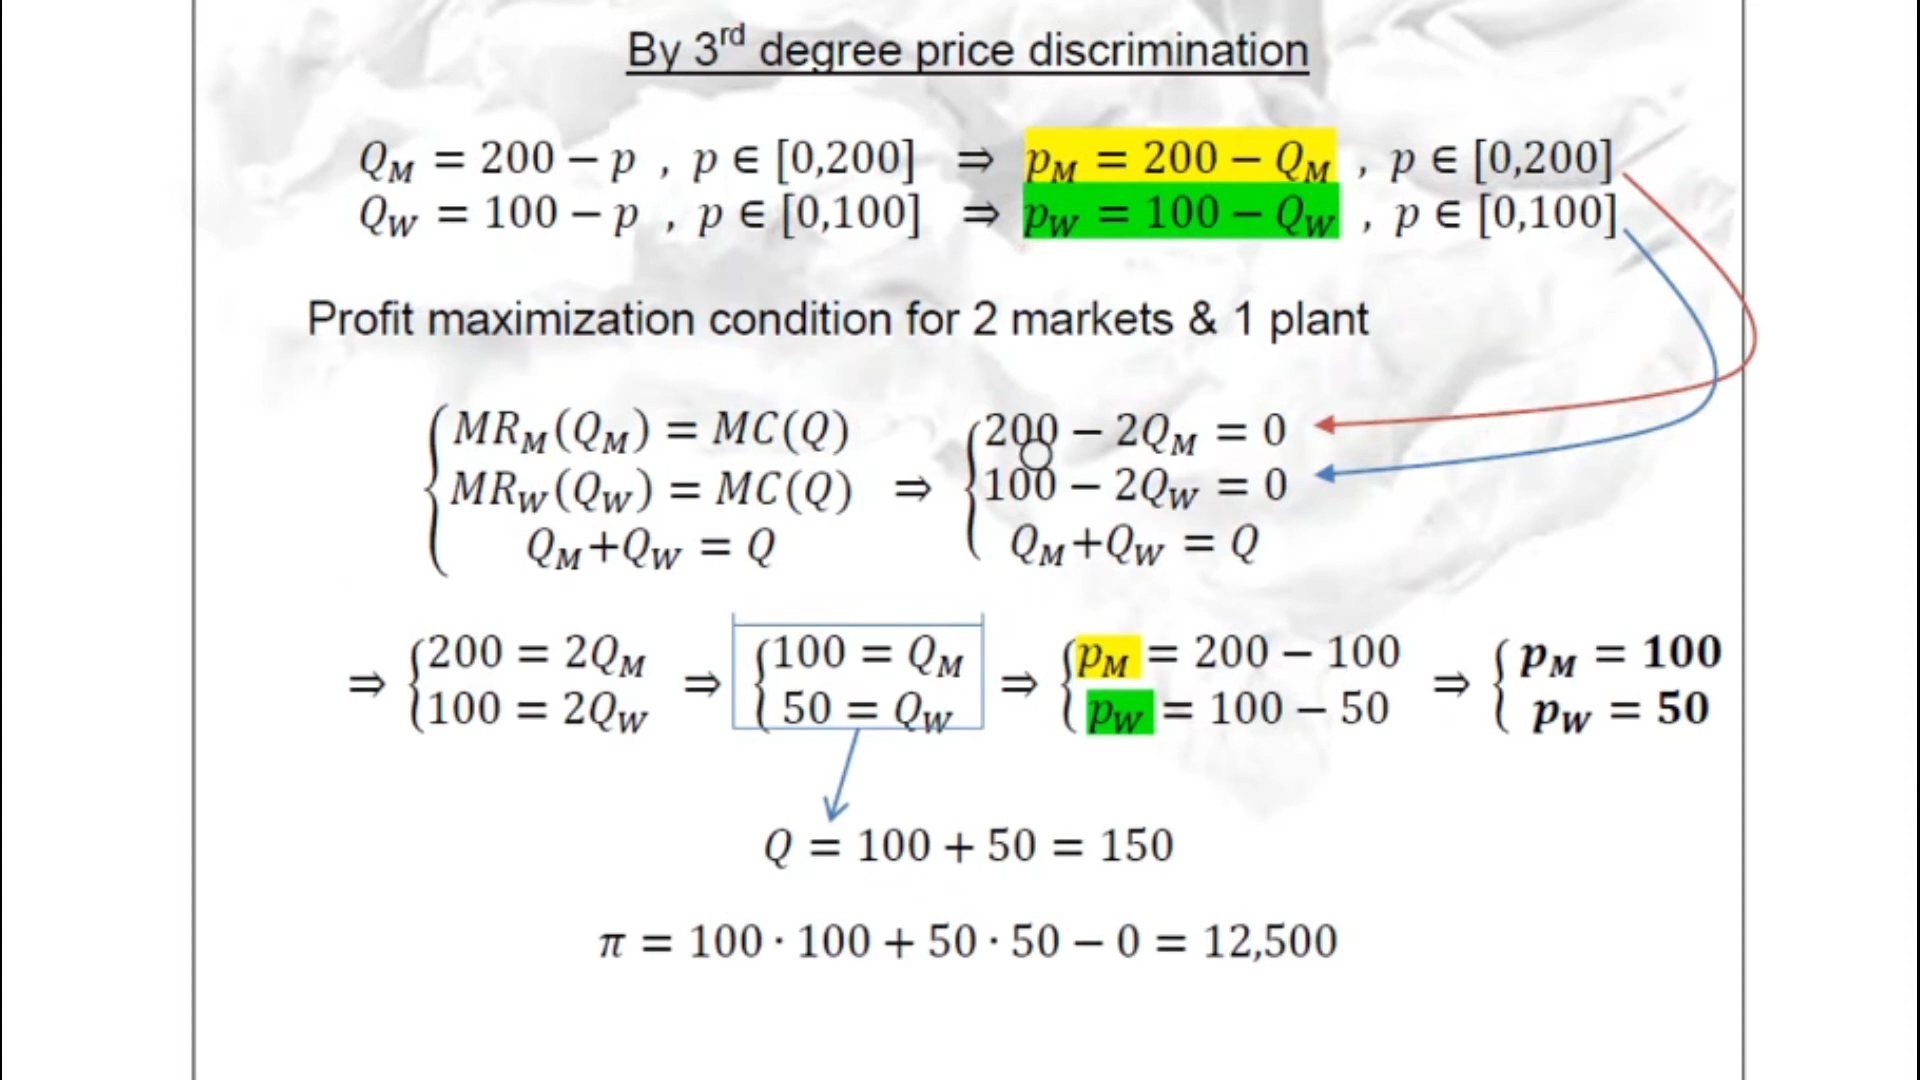 By 3rd degree price discrimination
Q_M = 200 − p , p ∈ [0,200] ⇒ p_M = 200 − Q_M , p ∈ [0,200]
Q_W = 100 − p , p ∈ [0,100] ⇒ p_W = 100 − Q_W , p ∈ [0,100]
Profit maximization condition for 2 markets & 1 plant
{ MR_M(Q_M) = MC(Q)
MR_W(Q_W) = MC(Q)
Q_M+Q_W = Q
⇒ { 200 − 2Q_M = 0
100 − 2Q_W = 0
Q_M+Q_W = Q
⇒ { 200 = 2Q_M
100 = 2Q_W
⇒ { 100 = Q_M
50 = Q_W
⇒ { p_M = 200 − 100
p_W = 100 − 50
⇒ { p_M = 100
p_W = 50
Q = 100 + 50 = 150
π = 100 · 100 + 50 · 50 − 0 = 12,500